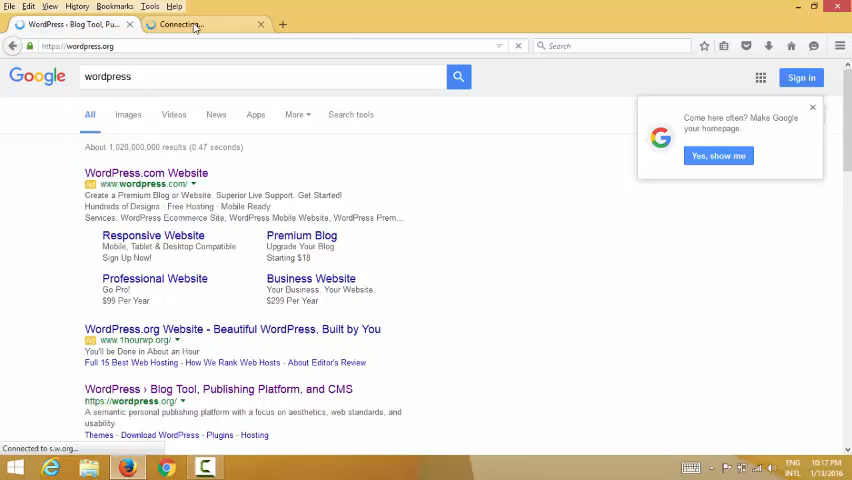 File Edit View History Bookmarks Tools Help
WordPress › Blog Tool, Pu...
Connecting...
https://wordpress.org
Search
Google
wordpress
Sign in
All Images Videos News Apps More Search tools
Come here often? Make Google
your homepage
Yes, show me
About 1,020,000,000 results (0.47 seconds)
WordPress.com Website
Ad www.wordpress.com/
Create a Premium Blog or Website. Superior Live Support. Get Started!
Hundreds of Designs · Free Hosting · Mobile Ready
Services: WordPress Ecommerce Site, WordPress Mobile Website, WordPress Prem...
Responsive Website
Mobile, Tablet & Desktop Compatible
Sign Up Now!
Premium Blog
Upgrade Your Blog
Starting $18
Professional Website
Go Pro!
$99 Per Year
Business Website
Your Business. Your Website.
$299 Per Year
WordPress.org Website - Beautiful WordPress, Built by You
Ad www.1hourwp.org/
You'll be Done in About an Hour
Full 15 Best Web Hosting - How We Rank Web Hosts - About Editor's Review
WordPress › Blog Tool, Publishing Platform, and CMS
https://wordpress.org/
A semantic personal publishing platform with a focus on aesthetics, web standards, and
usability.
Themes - Download WordPress - Plugins - Hosting
Connected to s.w.org...
ENG
INTL
10:17 PM
1/13/2016